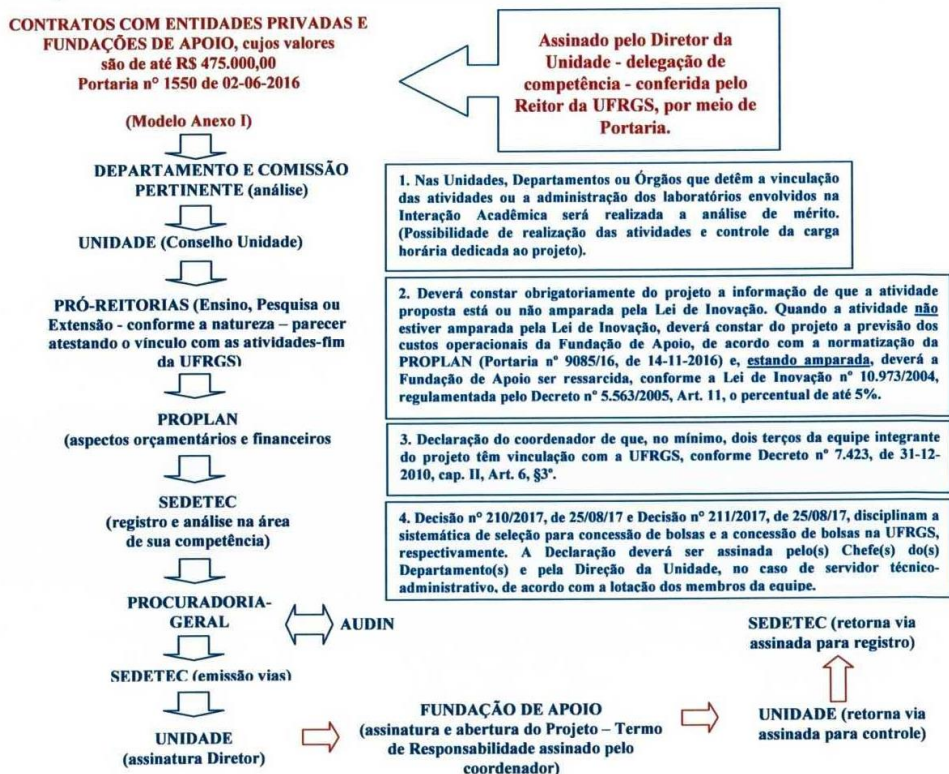 CONTRATOS COM ENTIDADES PRIVADAS E
FUNDAÇÕES DE APOIO, cujos valores
são de até R$ 475.000,00
Portaria nº 1550 de 02-06-2016
(Modelo Anexo I)
Assinado pelo Diretor da
Unidade - delegação de
competência - conferida pelo
Reitor da UFRGS, por meio de
Portaria.
DEPARTAMENTO E COMISSÃO
PERTINENTE (análise)
UNIDADE (Conselho Unidade)
PRÓ-REITORIAS (Ensino, Pesquisa ou
Extensão - conforme a natureza – parecer
atestando o vínculo com as atividades-fim
da UFRGS)
PROPLAN
(aspectos orçamentários e financeiros
SEDETEC
(registro e análise na área
de sua competência)
PROCURADORIA-
GERAL
AUDIN
SEDETEC (emissão vias)
UNIDADE
(assinatura Diretor)
1. Nas Unidades, Departamentos ou Órgãos que detêm a vinculação
das atividades ou a administração dos laboratórios envolvidos na
Interação Acadêmica será realizada a análise de mérito.
(Possibilidade de realização das atividades e controle da carga
horária dedicada ao projeto).
2. Deverá constar obrigatoriamente do projeto a informação de que a atividade
proposta está ou não amparada pela Lei de Inovação. Quando a atividade não
estiver amparada pela Lei de Inovação, deverá constar do projeto a previsão dos
custos operacionais da Fundação de Apoio, de acordo com a normatização da
PROPLAN (Portaria nº 9085/16, de 14-11-2016) e, estando amparada, deverá a
Fundação de Apoio ser ressarcida, conforme a Lei de Inovação nº 10.973/2004,
regulamentada pelo Decreto nº 5.563/2005, Art. 11, o percentual de até 5%.
3. Declaração do coordenador de que, no mínimo, dois terços da equipe integrante
do projeto têm vinculação com a UFRGS, conforme Decreto nº 7.423, de 31-12-
2010, cap. II, Art. 6, §3º.
4. Decisão nº 210/2017, de 25/08/17 e Decisão nº 211/2017, de 25/08/17, disciplinam a
sistemática de seleção para concessão de bolsas e a concessão de bolsas na UFRGS,
respectivamente. A Declaração deverá ser assinada pelo(s) Chefe(s) do(s)
Departamento(s) e pela Direção da Unidade, no caso de servidor técnico-
administrativo, de acordo com a lotação dos membros da equipe.
FUNDAÇÃO DE APOIO
(assinatura e abertura do Projeto – Termo
de Responsabilidade assinado pelo
coordenador)
UNIDADE (retorna via
assinada para controle)
SEDETEC (retorna via
assinada para registro)